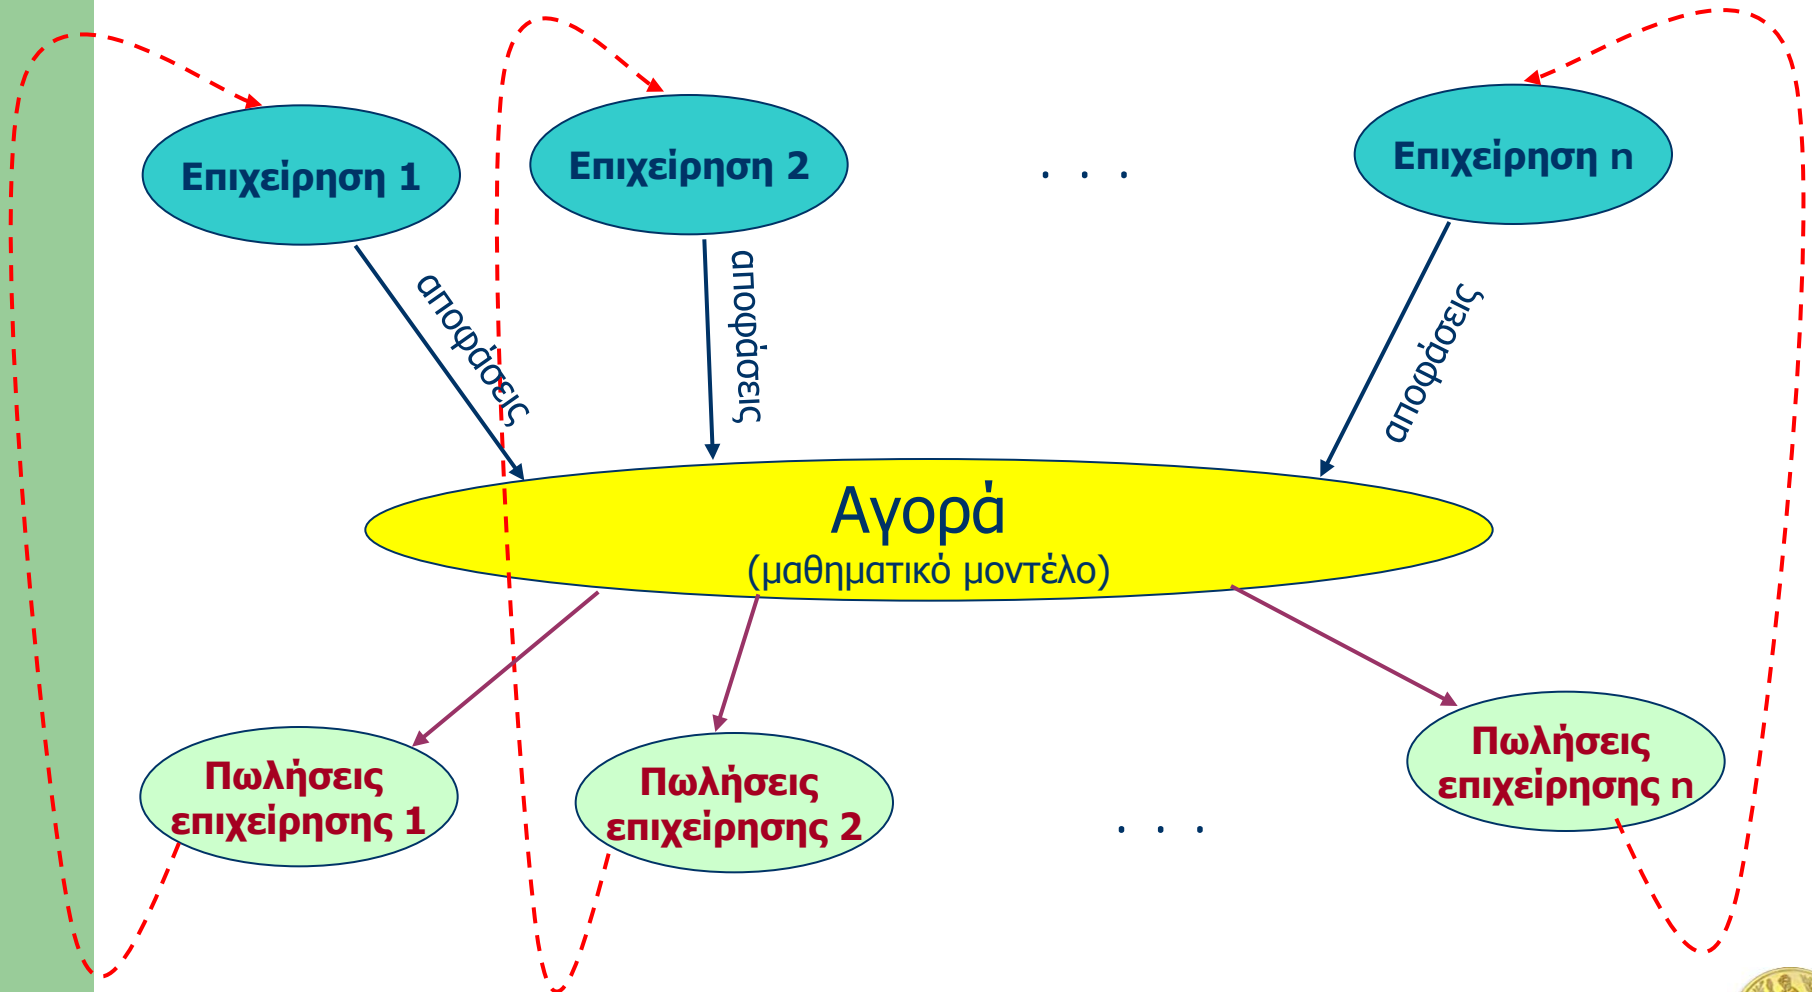 Επιχείρηση 1
Επιχείρηση 2
. . .
Επιχείρηση n
αποφάσεις
αποφάσεις
αποφάσεις
Αγορά
(μαθηματικό μοντέλο)
Πωλήσεις
επιχείρησης 1
Πωλήσεις
επιχείρησης 2
. . .
Πωλήσεις
επιχείρησης n